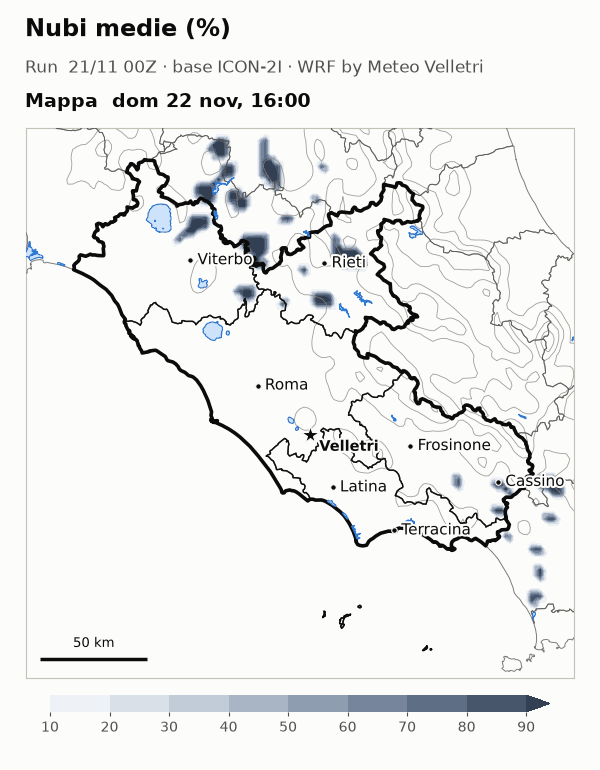 Nubi medie (%)
Run 21/11 00Z · base ICON-2I · WRF by Meteo Velletri
Mappa dom 22 nov, 16:00
Viterbo
Rieti
Roma
Velletri
Frosinone
Cassino
Latina
Terracina
50 km
10 20 30 40 50 60 70 80 90